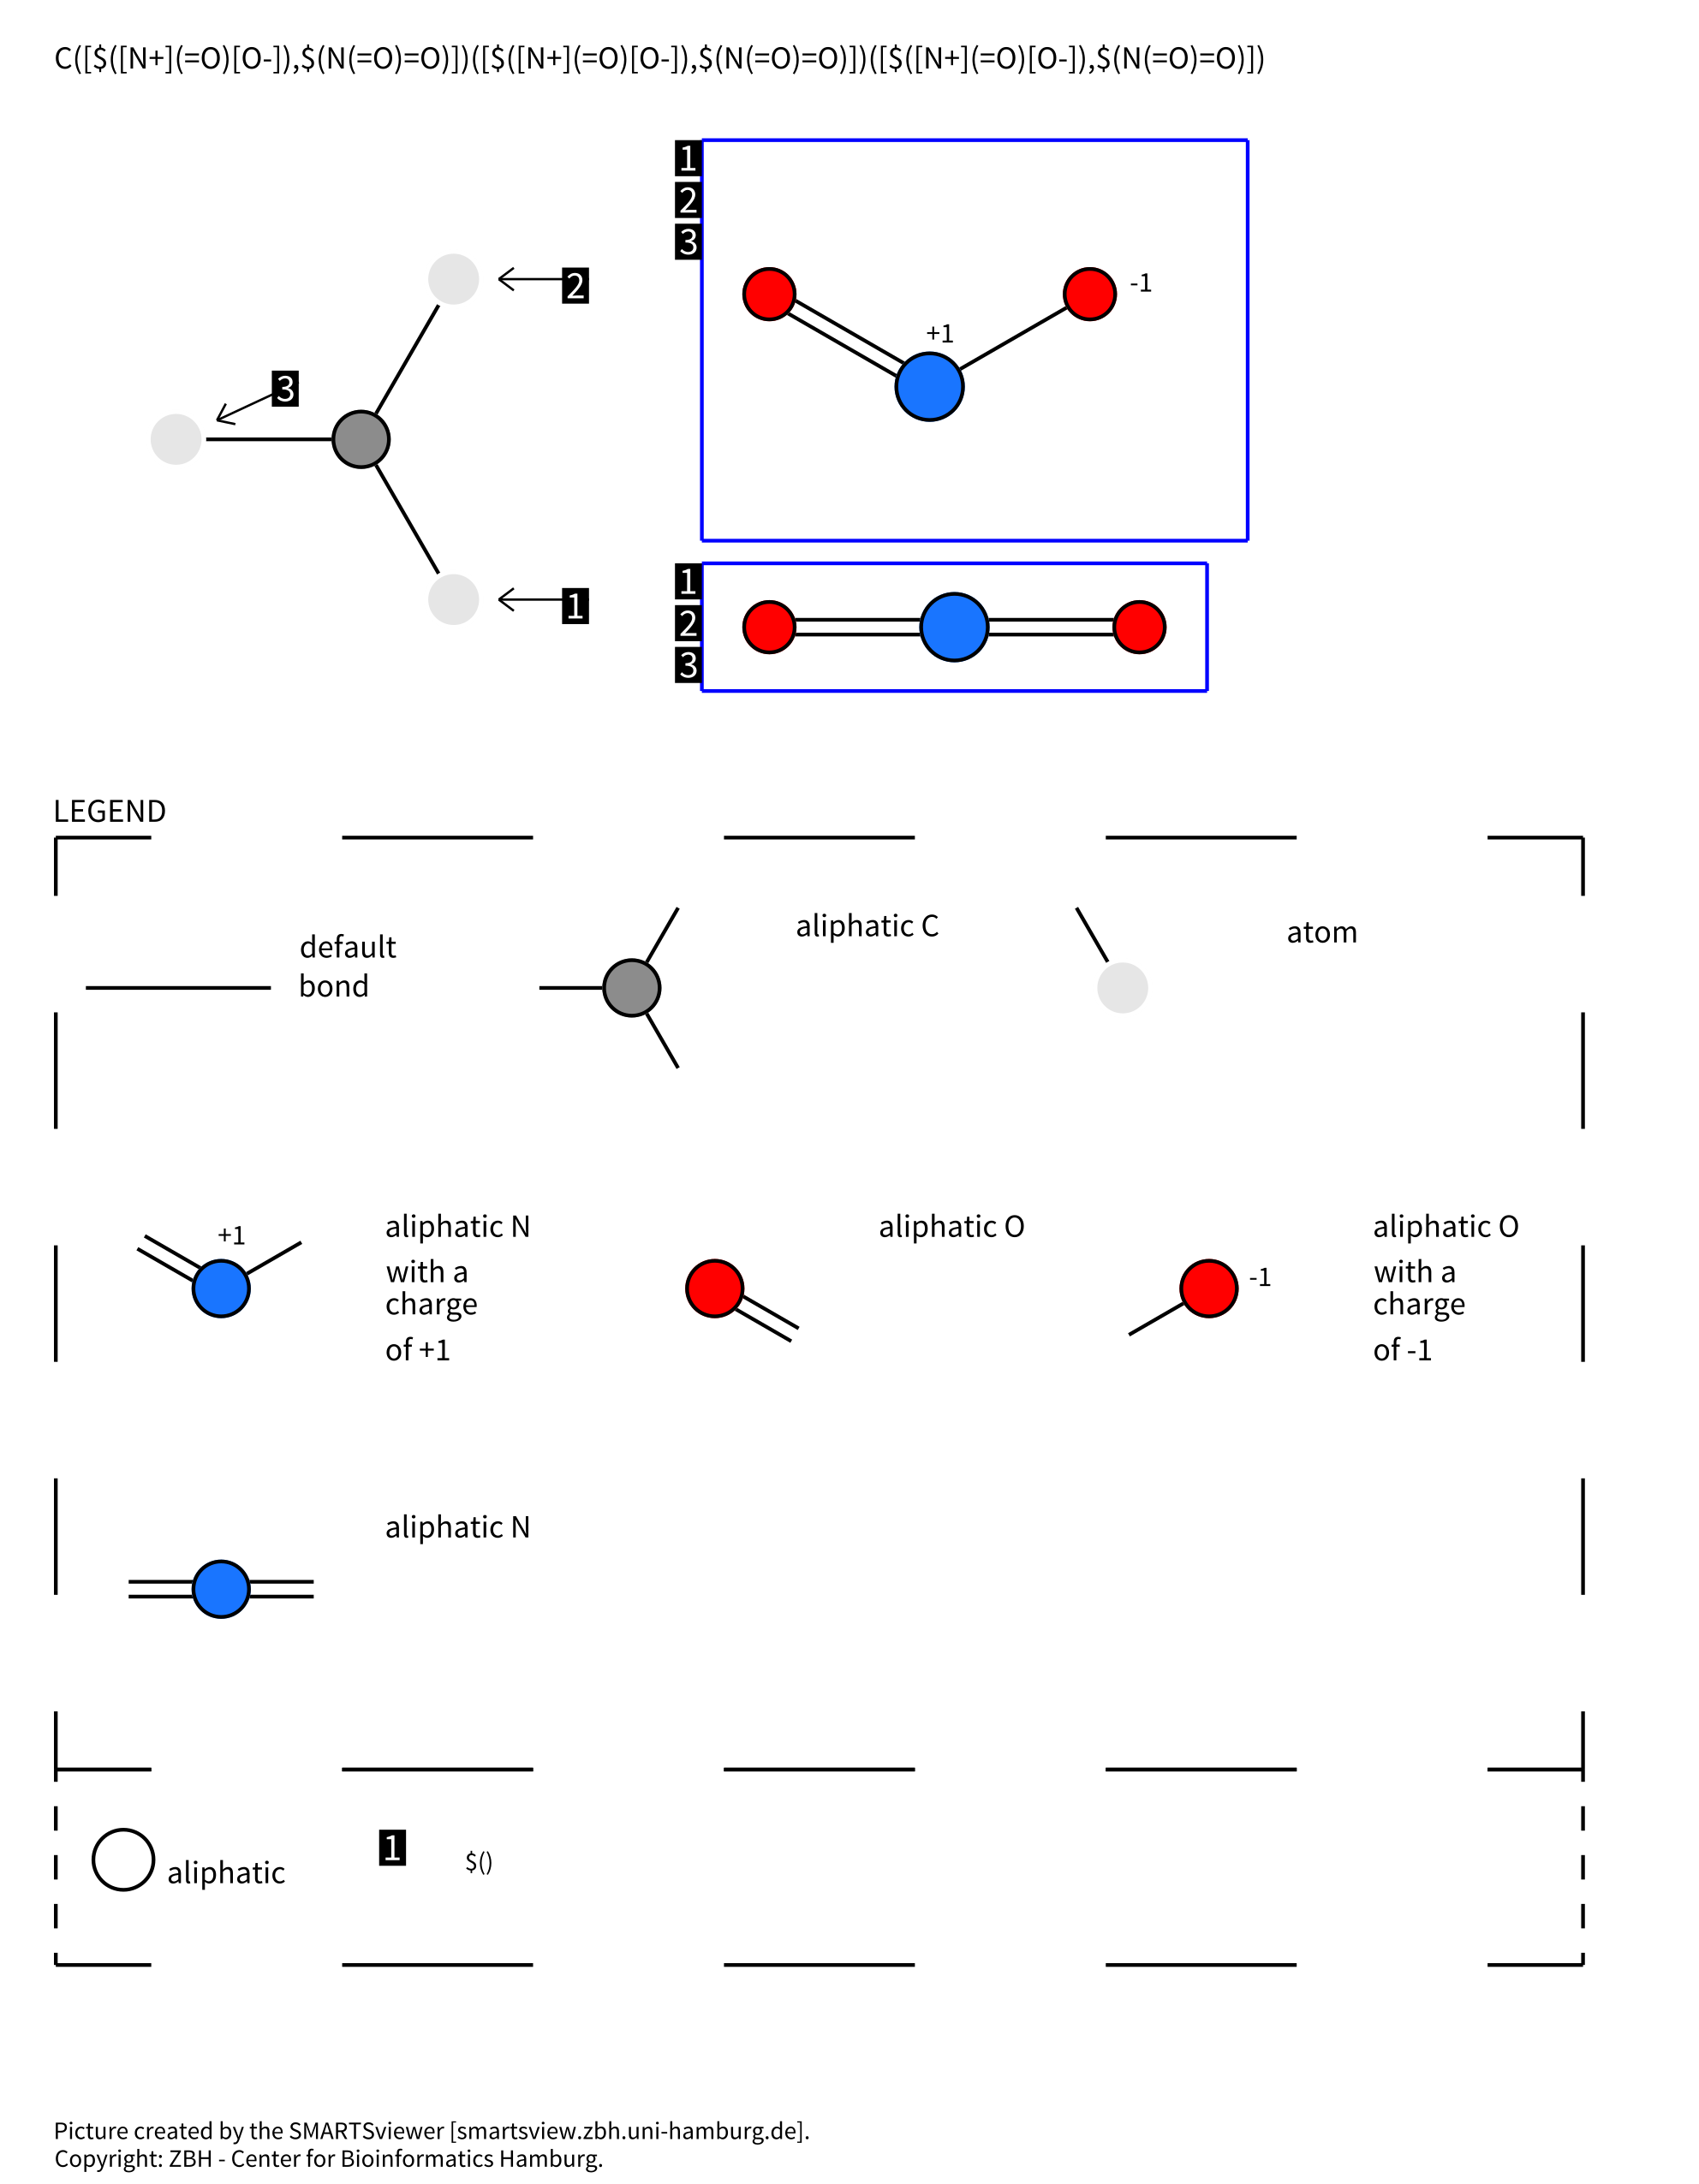 C([$([N+](=O)[O-]),$(N(=O)=O)])([$([N+](=O)[O-]),$(N(=O)=O)])([$([N+](=O)[O-]),$(N(=O)=O)])
1
2
3
2
-1
+1
3
1
1
2
3
LEGEND
default
bond
aliphatic C
atom
+1
aliphatic N
with a
charge
of +1
aliphatic O
-1
aliphatic O
with a
charge
of -1
aliphatic N
aliphatic
1
$()
Picture created by the SMARTSviewer [smartsview.zbh.uni-hamburg.de].
Copyright: ZBH - Center for Bioinformatics Hamburg.